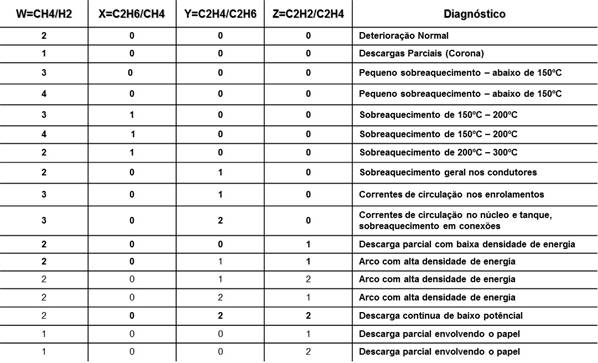 W=CH4/H2 X=C2H6/CH4 Y=C2H4/C2H6 Z=C2H2/C2H4 Diagnóstico
2 0 0 0 Deterioração Normal
1 0 0 0 Descargas Parciais (Corona)
3 0 0 0 Pequeno sobreaquecimento – abaixo de 150ºC
4 0 0 0 Pequeno sobreaquecimento – abaixo de 150ºC
3 1 0 0 Sobreaquecimento de 150ºC – 200ºC
4 1 0 0 Sobreaquecimento de 150ºC – 200ºC
2 1 0 0 Sobreaquecimento de 200ºC – 300ºC
2 0 1 0 Sobreaquecimento geral nos condutores
3 0 1 0 Correntes de circulação nos enrolamentos
3 0 2 0 Correntes de circulação no núcleo e tanque,
sobreaquecimento em conexões
2 0 0 1 Descarga parcial com baixa densidade de energia
2 0 1 1 Arco com alta densidade de energia
2 0 1 2 Arco com alta densidade de energia
2 0 2 1 Arco com alta densidade de energia
2 0 2 2 Descarga continua de baixo potêncial
1 0 0 1 Descarga parcial envolvendo o papel
1 0 0 2 Descarga parcial envolvendo o papel